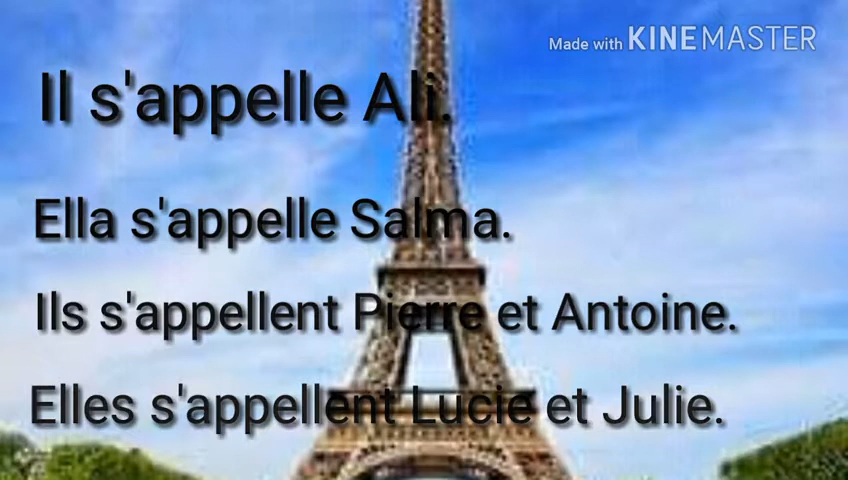 Made with KINEMASTER
Il s'appelle Ali.
Ella s'appelle Salma.
Ils s'appellent Pierre et Antoine.
Elles s'appellent Lucie et Julie.